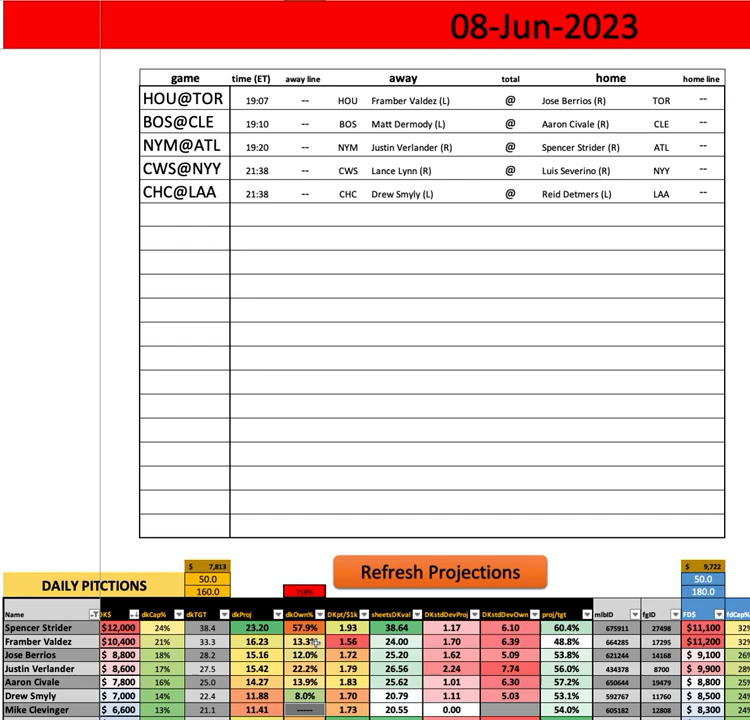 08-Jun-2023
game time (ET) away line away total home home line
HOU@TOR 19:07 -- HOU Framber Valdez (L) @ Jose Berrios (R) TOR --
BOS@CLE 19:10 -- BOS Matt Dermody (L) @ Aaron Civale (R) CLE --
NYM@ATL 19:20 -- NYM Justin Verlander (R) @ Spencer Strider (R) ATL --
CWS@NYY 21:38 -- CWS Lance Lynn (R) @ Luis Severino (R) NYY --
CHC@LAA 21:38 -- CHC Drew Smyly (L) @ Reid Detmers (L) LAA --
$ 7,813 $ 9,722
DAILY PITCTIONS 50.0 Refresh Projections 50.0
160.0 219% 180.0
Name DK$ dkCap% dkTGT dkProj dkOwn% DKpt/$1k sheetsDKval DKstdDevProj DKstdDevOwn proj/tgt mlbID fgID FD$ fdCap%
Spencer Strider $12,000 24% 38.4 23.20 57.9% 1.93 38.64 1.17 6.10 60.4% 675911 27498 $11,100 32%
Framber Valdez $10,400 21% 33.3 16.23 13.3% 1.56 24.00 1.70 6.39 48.8% 664285 17295 $11,200 32%
Jose Berrios $ 8,800 18% 28.2 15.16 12.0% 1.72 25.20 1.62 5.09 53.8% 621244 14168 $ 9,100 26%
Justin Verlander $ 8,600 17% 27.5 15.42 22.2% 1.79 26.56 2.24 7.74 56.0% 434378 8700 $ 9,900 28%
Aaron Civale $ 7,800 16% 25.0 14.27 13.9% 1.83 25.62 1.01 6.30 57.2% 650644 19479 $ 8,800 25%
Drew Smyly $ 7,000 14% 22.4 11.88 8.0% 1.70 20.79 1.11 5.03 53.1% 592767 11760 $ 8,500 24%
Mike Clevinger $ 6,600 13% 21.1 11.41 ----- 1.73 20.55 0.00 54.0% 605182 12808 $ 8,300 24%